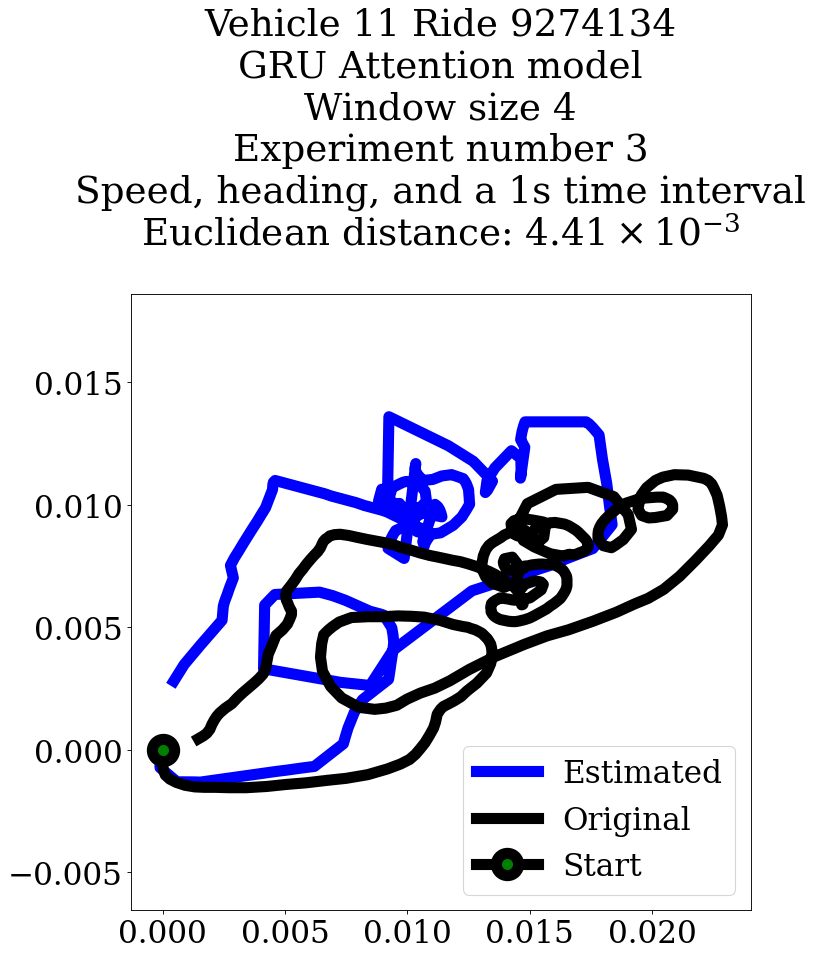 Vehicle 11 Ride 9274134
GRU Attention model
Window size 4
Experiment number 3
Speed, heading, and a 1s time interval
Euclidean distance: 4.41 × 10⁻³
0.015
0.010
0.005
0.000
−0.005
0.000 0.005 0.010 0.015 0.020
Estimated
Original
Start